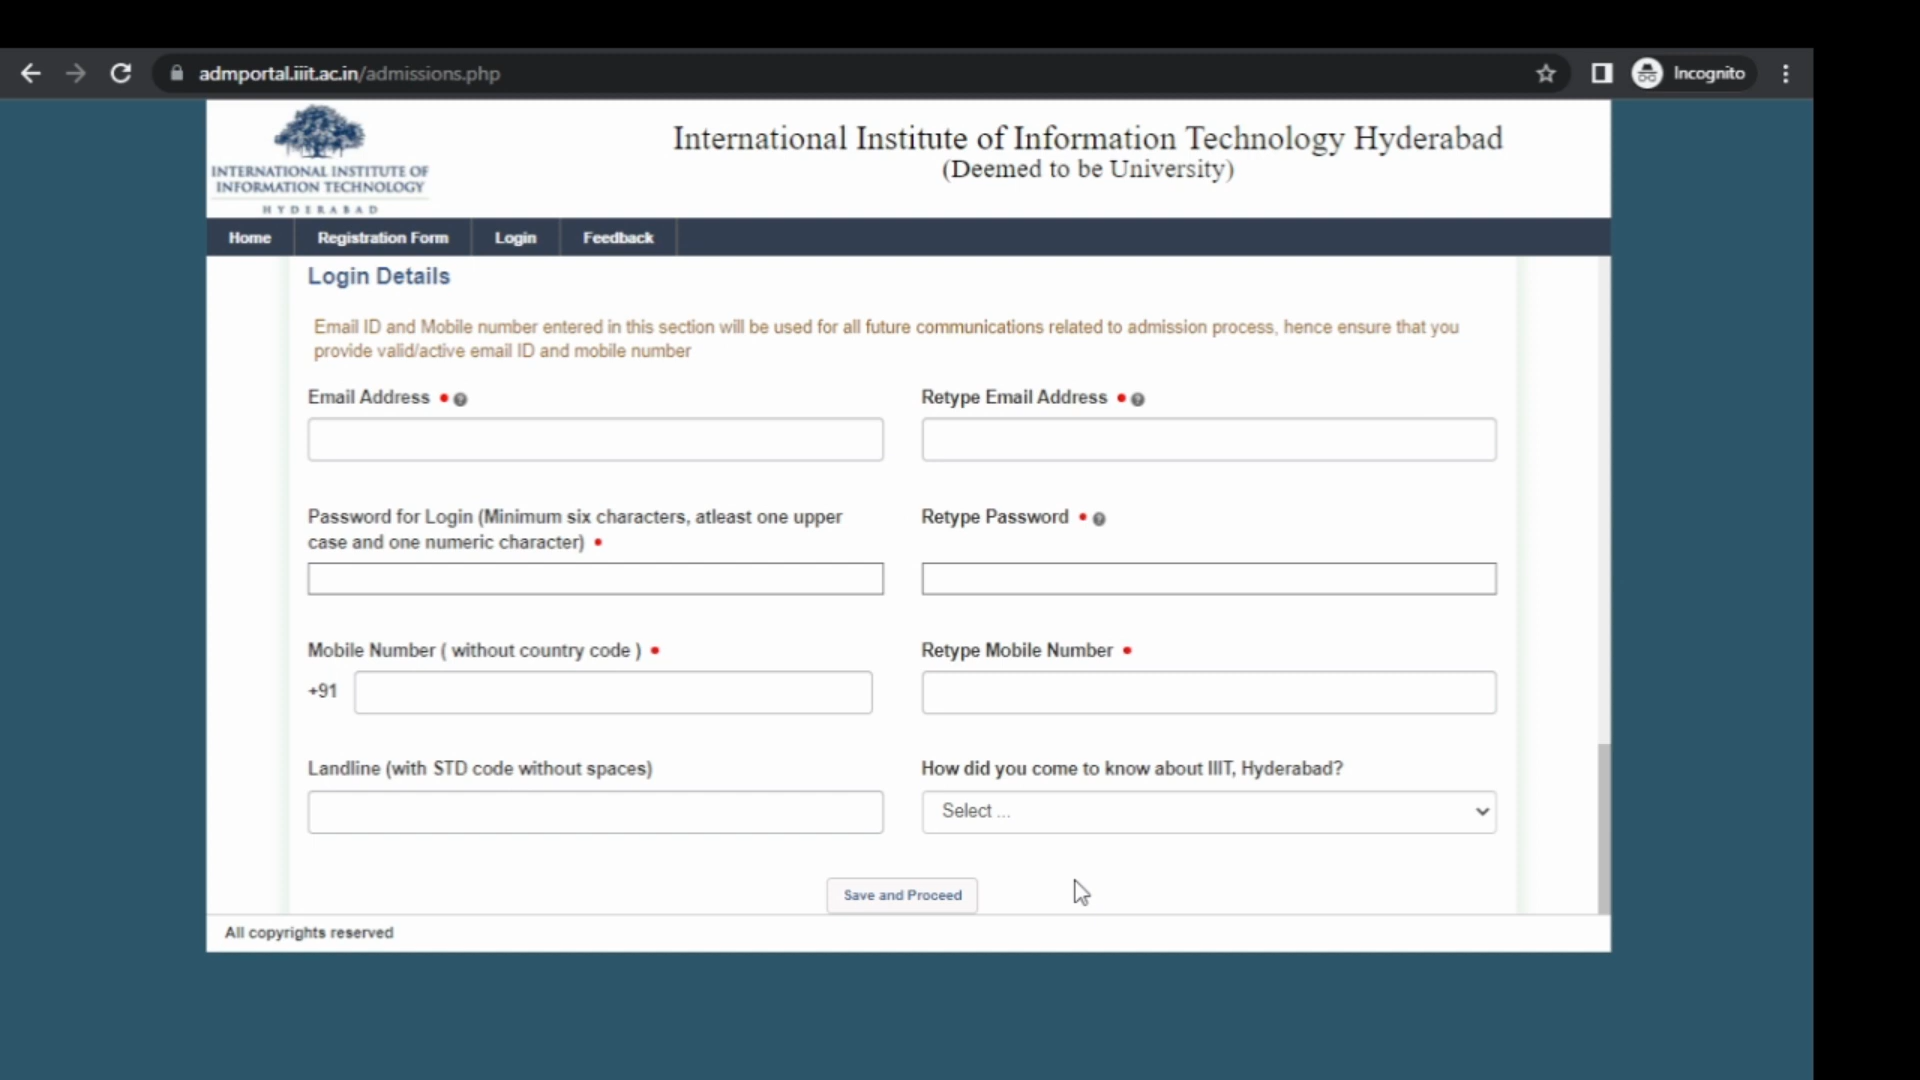 admportal.iiit.ac.in/admissions.php
Incognito
INTERNATIONAL INSTITUTE OF
INFORMATION TECHNOLOGY
HYDERABAD
International Institute of Information Technology Hyderabad
(Deemed to be University)
Home Registration Form Login Feedback
Login Details
Email ID and Mobile number entered in this section will be used for all future communications related to admission process, hence ensure that you
provide valid/active email ID and mobile number
Email Address • ?
Retype Email Address • ?
Password for Login (Minimum six characters, atleast one upper
case and one numeric character) •
Retype Password • ?
Mobile Number ( without country code ) •
Retype Mobile Number •
+91
Landline (with STD code without spaces)
How did you come to know about IIIT, Hyderabad?
Select ...
Save and Proceed
All copyrights reserved